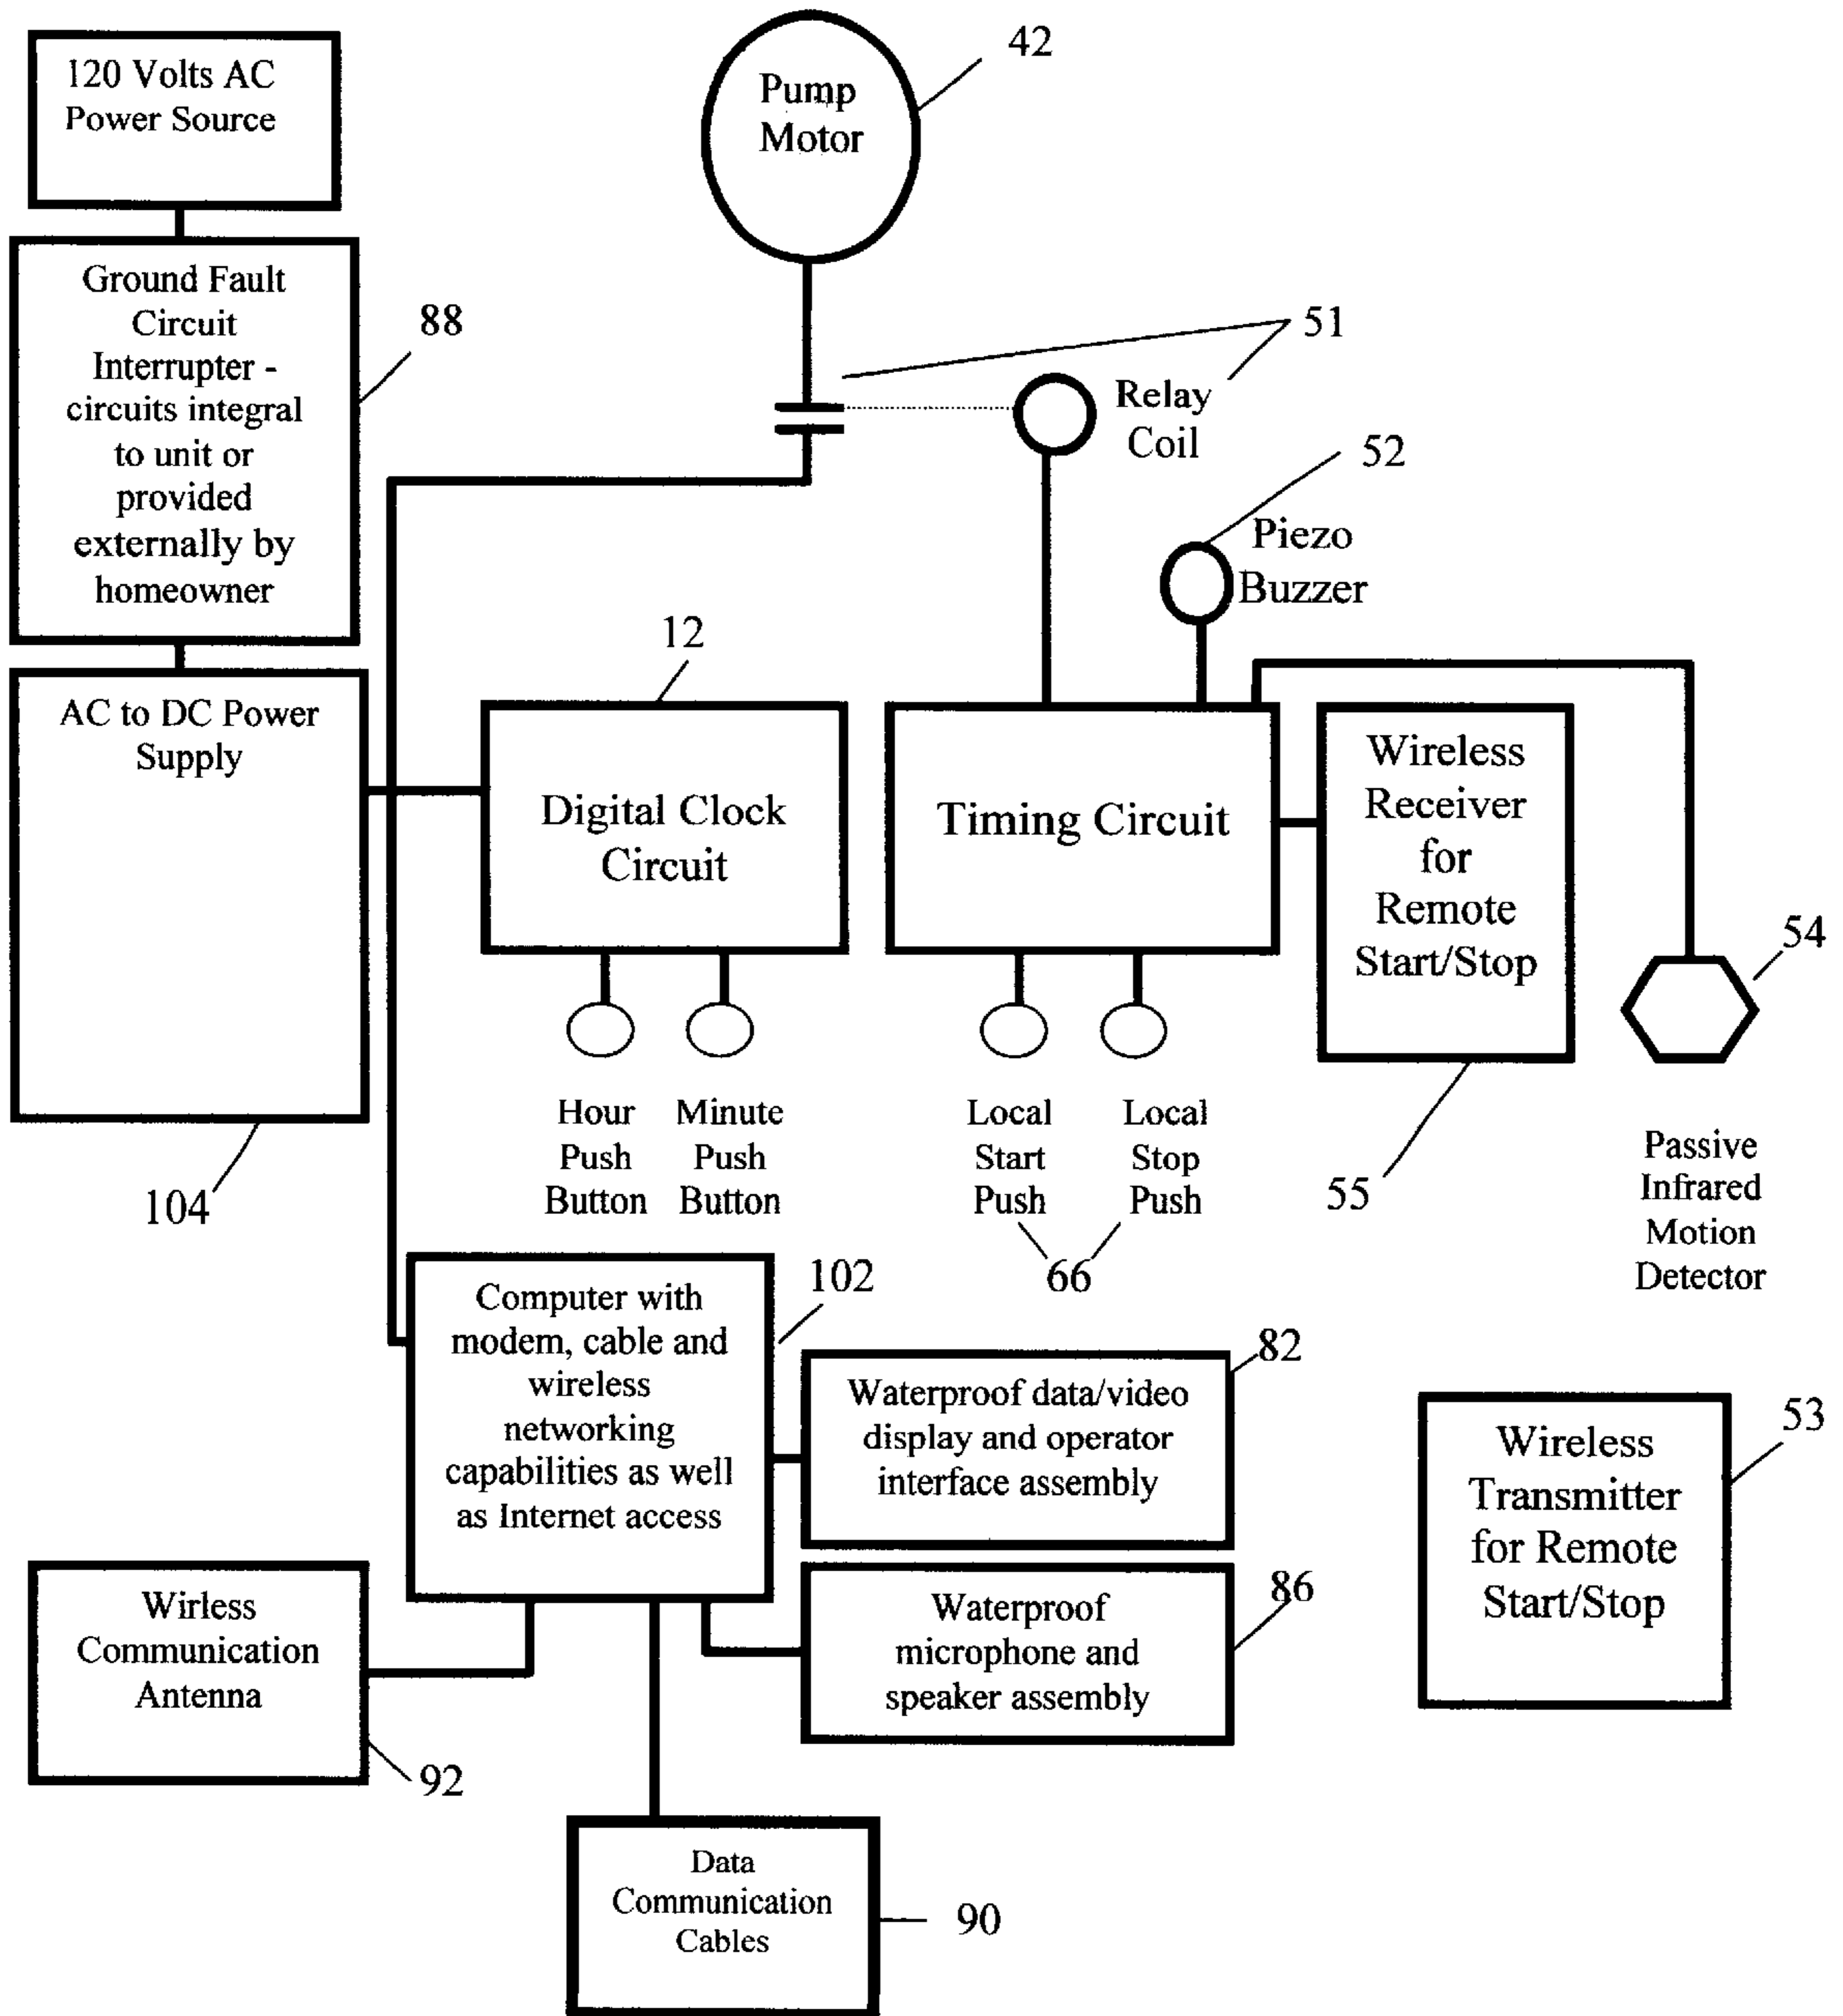 120 Volts AC
Power Source
Pump
Motor
42
Ground Fault
Circuit
Interrupter -
circuits integral
to unit or
provided
externally by
homeowner
88
51
Relay
Coil
52
Piezo
Buzzer
12
AC to DC Power
Supply
104
Digital Clock
Circuit
Timing Circuit
Wireless
Receiver
for
Remote
Start/Stop
55
54
Passive
Infrared
Motion
Detector
Hour
Push
Button
Minute
Push
Button
Local
Start
Push
Local
Stop
Push
66
Computer with
modem, cable and
wireless
networking
capabilities as well
as Internet access
102
Waterproof data/video
display and operator
interface assembly
82
Wireless
Transmitter
for Remote
Start/Stop
53
Wirless
Communication
Antenna
92
Waterproof
microphone and
speaker assembly
86
Data
Communication
Cables
90